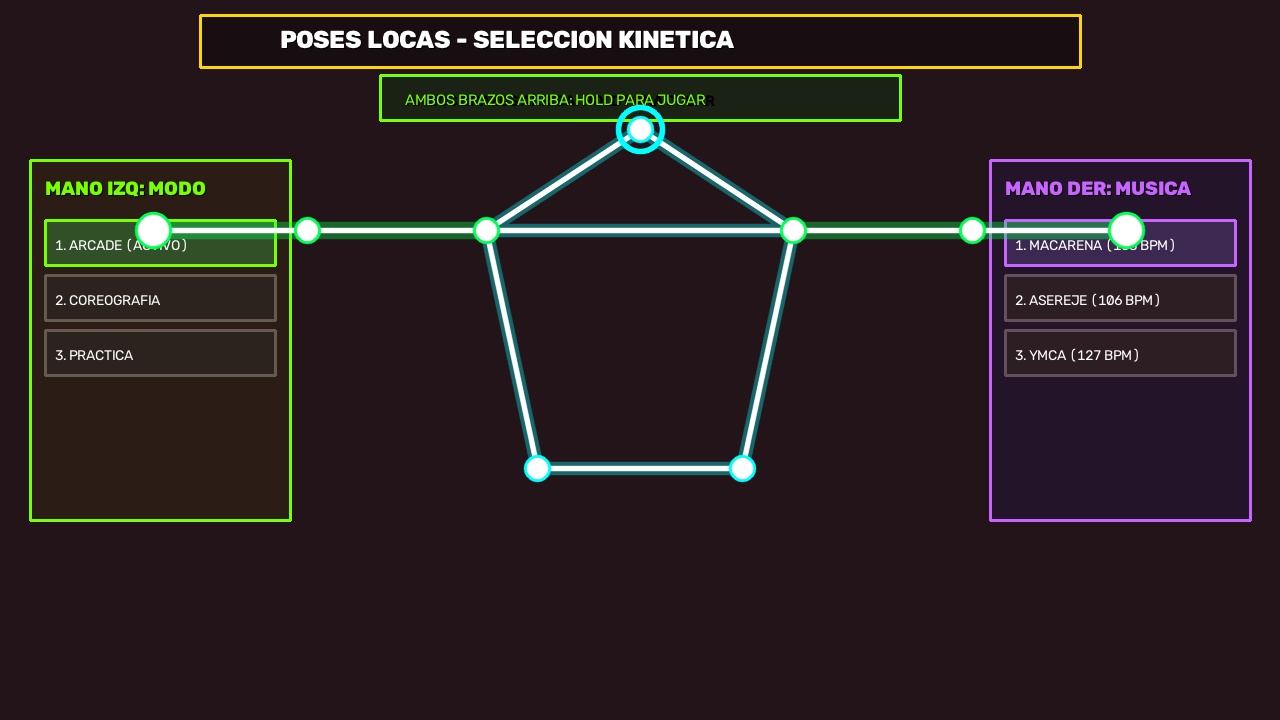 POSES LOCAS - SELECCION KINETICA
AMBOS BRAZOS ARRIBA: HOLD PARA JUGAR
MANO IZQ: MODO
1. ARCADE
2. COREOGRAFIA
3. PRACTICA
MANO DER: MUSICA
1. MACARENA BPM)
2. ASEREJE (106 BPM)
3. YMCA (127 BPM)